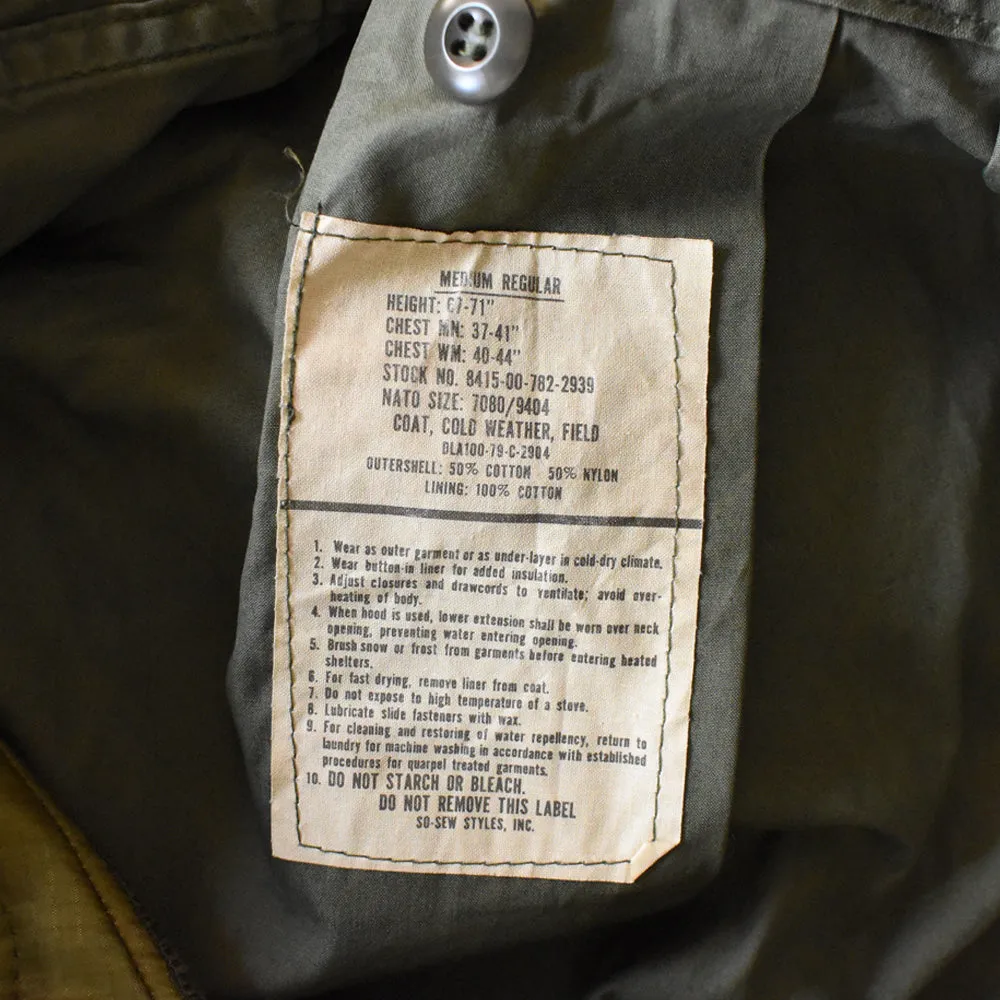 MEDIUM REGULAR
HEIGHT: 67-71"
CHEST MN: 37-41"
CHEST WM: 40-44"
STOCK NO. 8415-00-782-2939
NATO SIZE: 7080/9404
COAT, COLD WEATHER, FIELD
DLA100-79-C-2904
OUTERSHELL: 50% COTTON 50% NYLON
LINING: 100% COTTON
1. Wear as outer garment or as under-layer in cold-dry climate.
2. Wear button-in liner for added insulation.
3. Adjust closures and drawcords to ventilate; avoid over-
heating of body.
4. When hood is used, lower extension shall be worn over neck
opening, preventing water entering opening.
5. Brush snow or frost from garments before entering heated
shelters.
6. For fast drying, remove liner from coat.
7. Do not expose to high temperature of a stove.
8. Lubricate slide fasteners with wax.
9. For cleaning and restoring of water repellency, return to
laundry for machine washing in accordance with established
procedures for quarpel treated garments.
10. DO NOT STARCH OR BLEACH.
DO NOT REMOVE THIS LABEL
SO-SEW STYLES, INC.